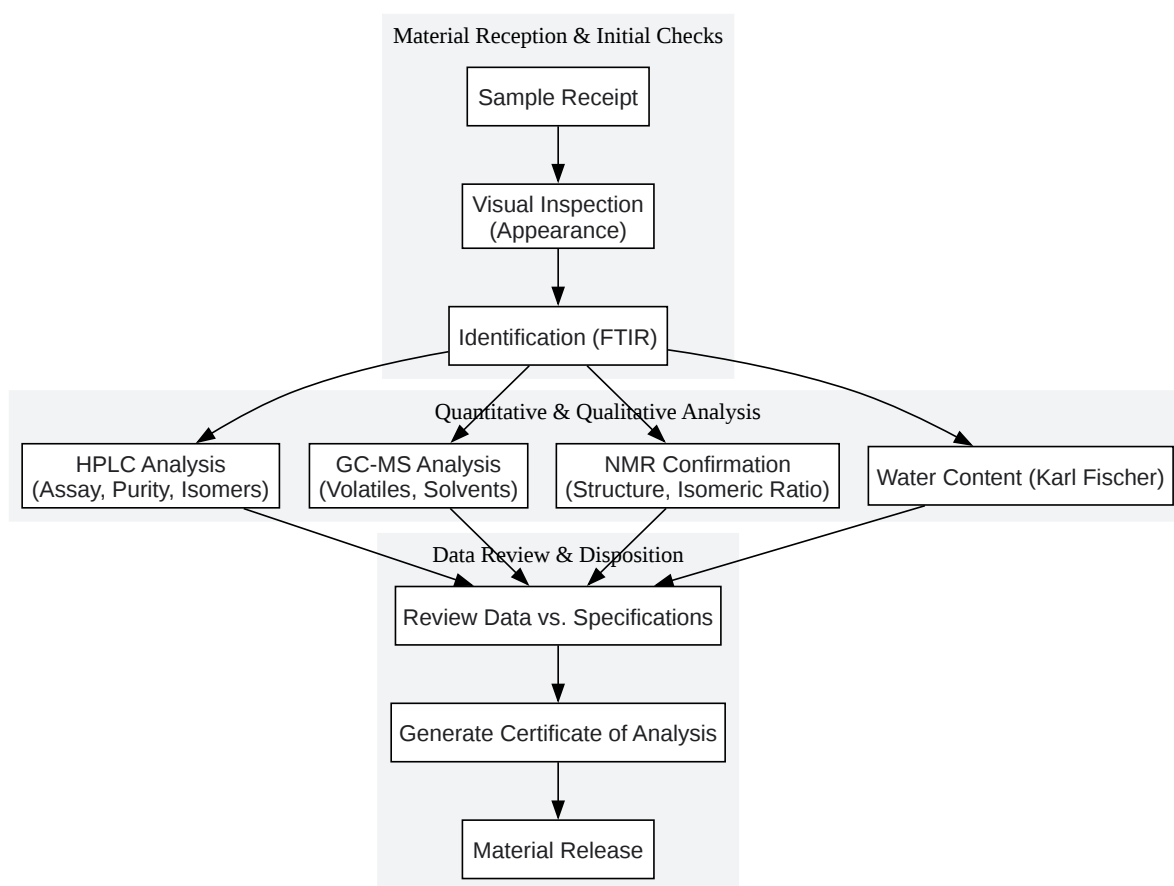 Material Reception & Initial Checks
Sample Receipt
Visual Inspection
(Appearance)
Identification (FTIR)
Quantitative & Qualitative Analysis
HPLC Analysis
(Assay, Purity, Isomers)
GC-MS Analysis
(Volatiles, Solvents)
NMR Confirmation
(Structure, Isomeric Ratio)
Water Content (Karl Fischer)
Data Review & Disposition
Review Data vs. Specifications
Generate Certificate of Analysis
Material Release